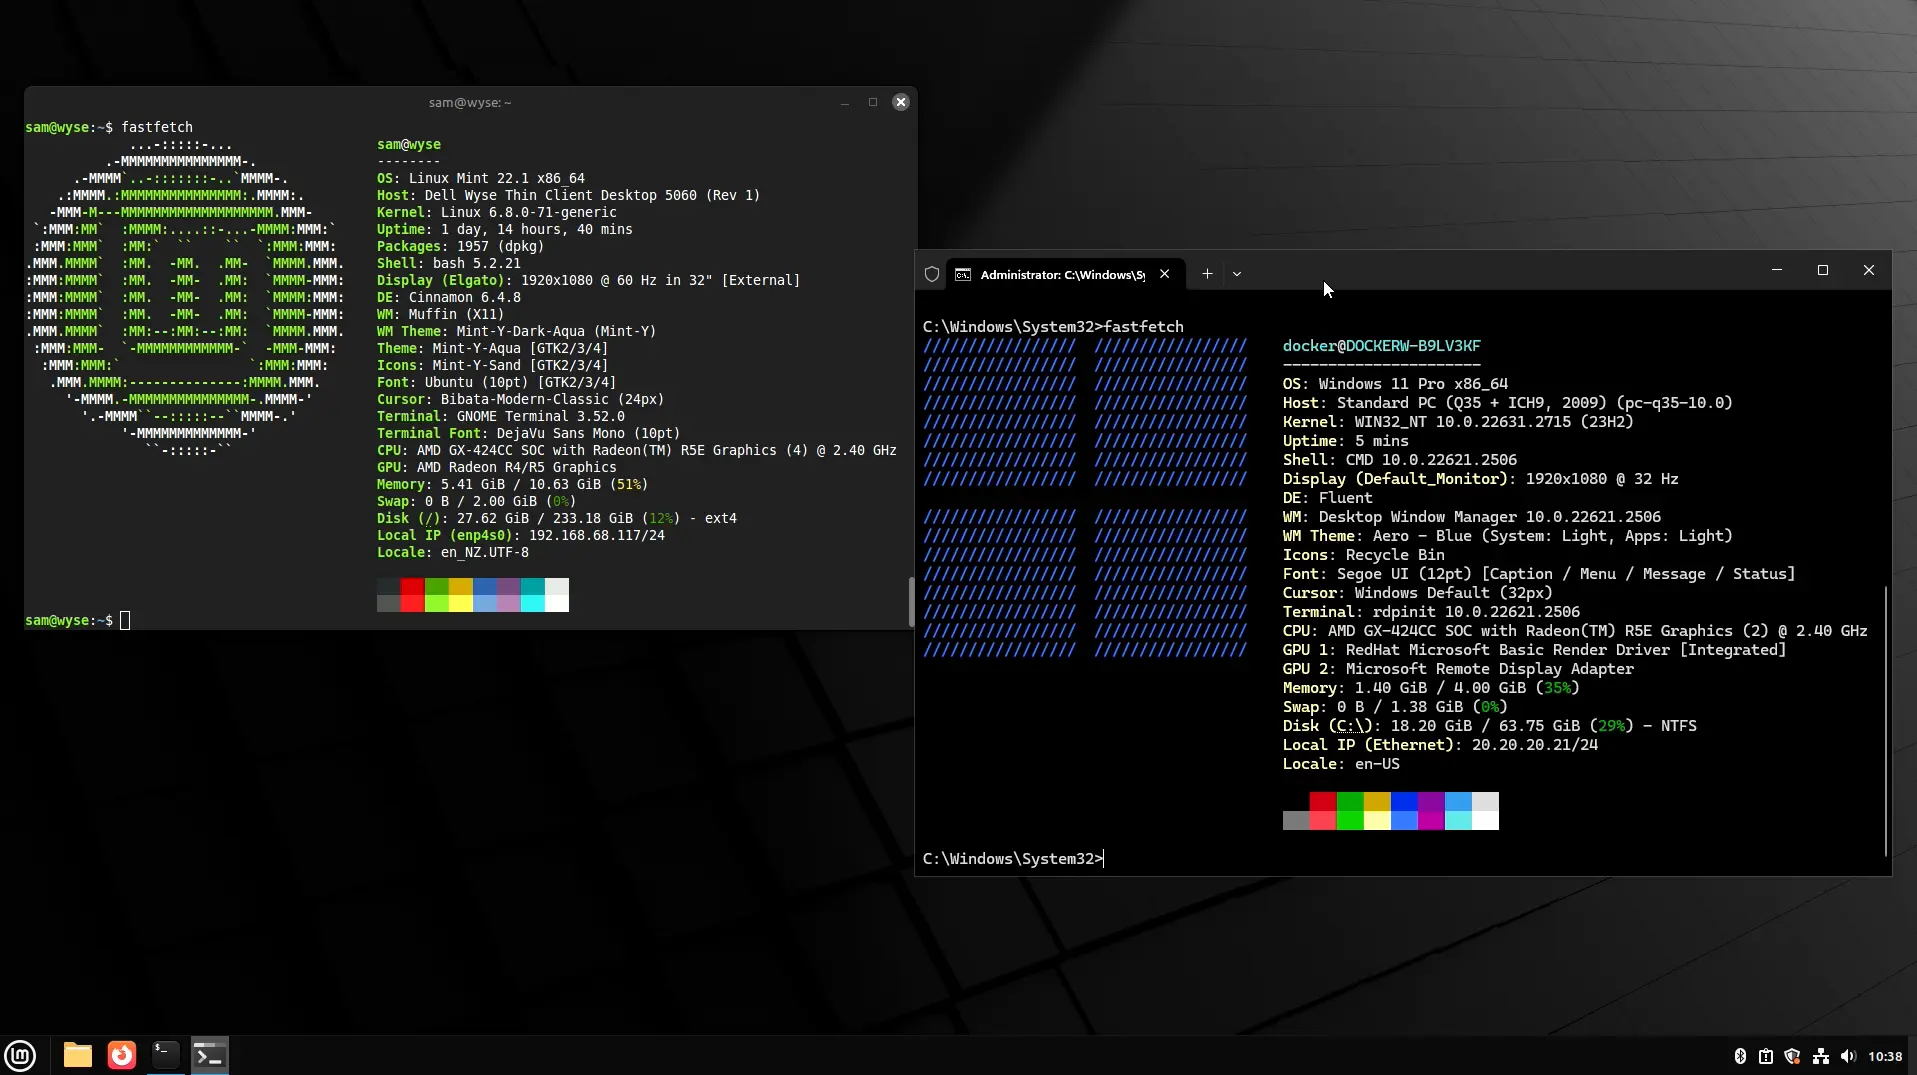 sam@wyse: ~
sam@wyse:~$ fastfetch
sam@wyse
--------
OS: Linux Mint 22.1 x86_64
Host: Dell Wyse Thin Client Desktop 5060 (Rev 1)
Kernel: Linux 6.8.0-71-generic
Uptime: 1 day, 14 hours, 40 mins
Packages: 1957 (dpkg)
Shell: bash 5.2.21
Display (Elgato): 1920x1080 @ 60 Hz in 32" [External]
DE: Cinnamon 6.4.8
WM: Muffin (X11)
WM Theme: Mint-Y-Dark-Aqua (Mint-Y)
Theme: Mint-Y-Aqua [GTK2/3/4]
Icons: Mint-Y-Sand [GTK2/3/4]
Font: Ubuntu (10pt) [GTK2/3/4]
Cursor: Bibata-Modern-Classic (24px)
Terminal: GNOME Terminal 3.52.0
Terminal Font: DejaVu Sans Mono (10pt)
CPU: AMD GX-424CC SOC with Radeon(TM) R5E Graphics (4) @ 2.40 GHz
GPU: AMD Radeon R4/R5 Graphics
Memory: 5.41 GiB / 10.63 GiB (51%)
Swap: 0 B / 2.00 GiB (0%)
Disk (/): 27.62 GiB / 233.18 GiB (12%) - ext4
Local IP (enp4s0): 192.168.68.117/24
Locale: en_NZ.UTF-8
sam@wyse:~$
Administrator: C:\Windows\Sy
C:\Windows\System32>fastfetch
docker@DOCKERW-B9LV3KF
----------------------
OS: Windows 11 Pro x86_64
Host: Standard PC (Q35 + ICH9, 2009) (pc-q35-10.0)
Kernel: WIN32_NT 10.0.22631.2715 (23H2)
Uptime: 5 mins
Shell: CMD 10.0.22621.2506
Display (Default_Monitor): 1920x1080 @ 32 Hz
DE: Fluent
WM: Desktop Window Manager 10.0.22621.2506
WM Theme: Aero - Blue (System: Light, Apps: Light)
Icons: Recycle Bin
Font: Segoe UI (12pt) [Caption / Menu / Message / Status]
Cursor: Windows Default (32px)
Terminal: rdpinit 10.0.22621.2506
CPU: AMD GX-424CC SOC with Radeon(TM) R5E Graphics (2) @ 2.40 GHz
GPU 1: RedHat Microsoft Basic Render Driver [Integrated]
GPU 2: Microsoft Remote Display Adapter
Memory: 1.40 GiB / 4.00 GiB (35%)
Swap: 0 B / 1.38 GiB (0%)
Disk (C:\): 18.20 GiB / 63.75 GiB (29%) - NTFS
Local IP (Ethernet): 20.20.20.21/24
Locale: en-US
C:\Windows\System32>
10:38